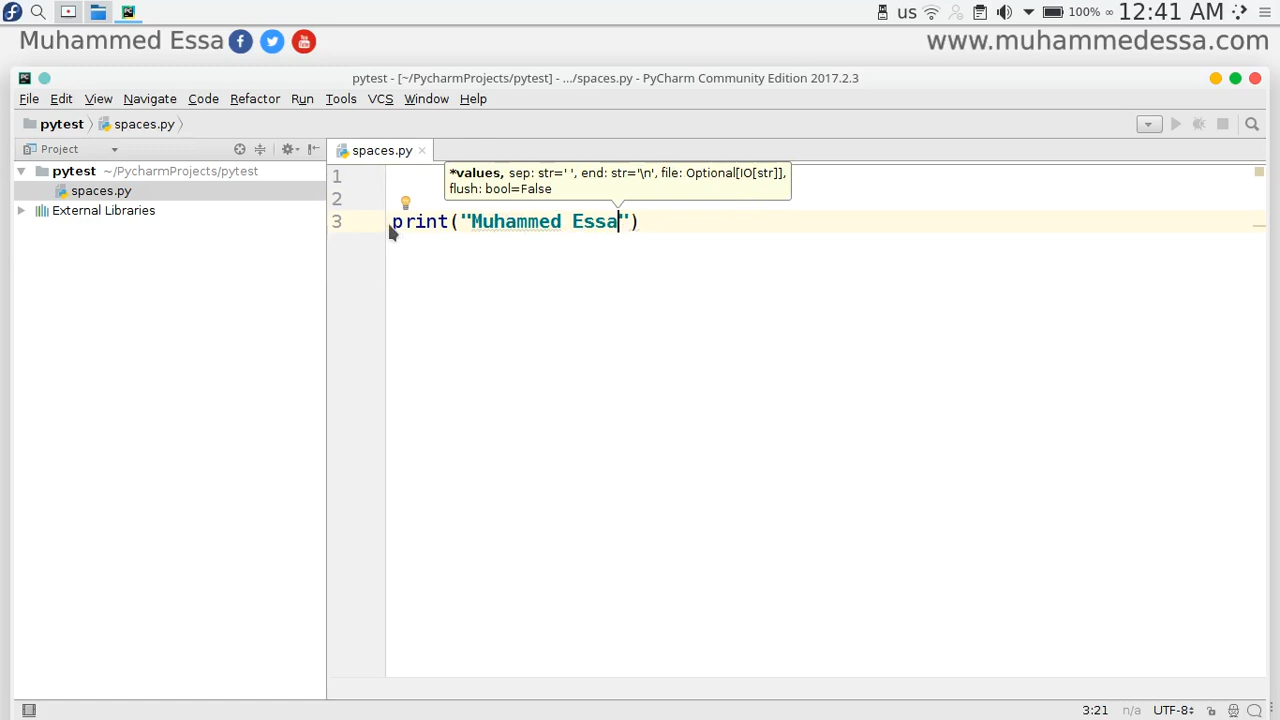 us 100% ∞ 12:41 AM
Muhammed Essa www.muhammedessa.com
pytest - [~/PycharmProjects/pytest] - .../spaces.py - PyCharm Community Edition 2017.2.3
File Edit View Navigate Code Refactor Run Tools VCS Window Help
pytest spaces.py
Project spaces.py
pytest ~/PycharmProjects/pytest
spaces.py
External Libraries
*values, sep: str=' ', end: str='\n', file: Optional[IO[str]],
flush: bool=False
1
2
3 print("Muhammed Essa")
3:21 n/a UTF-8